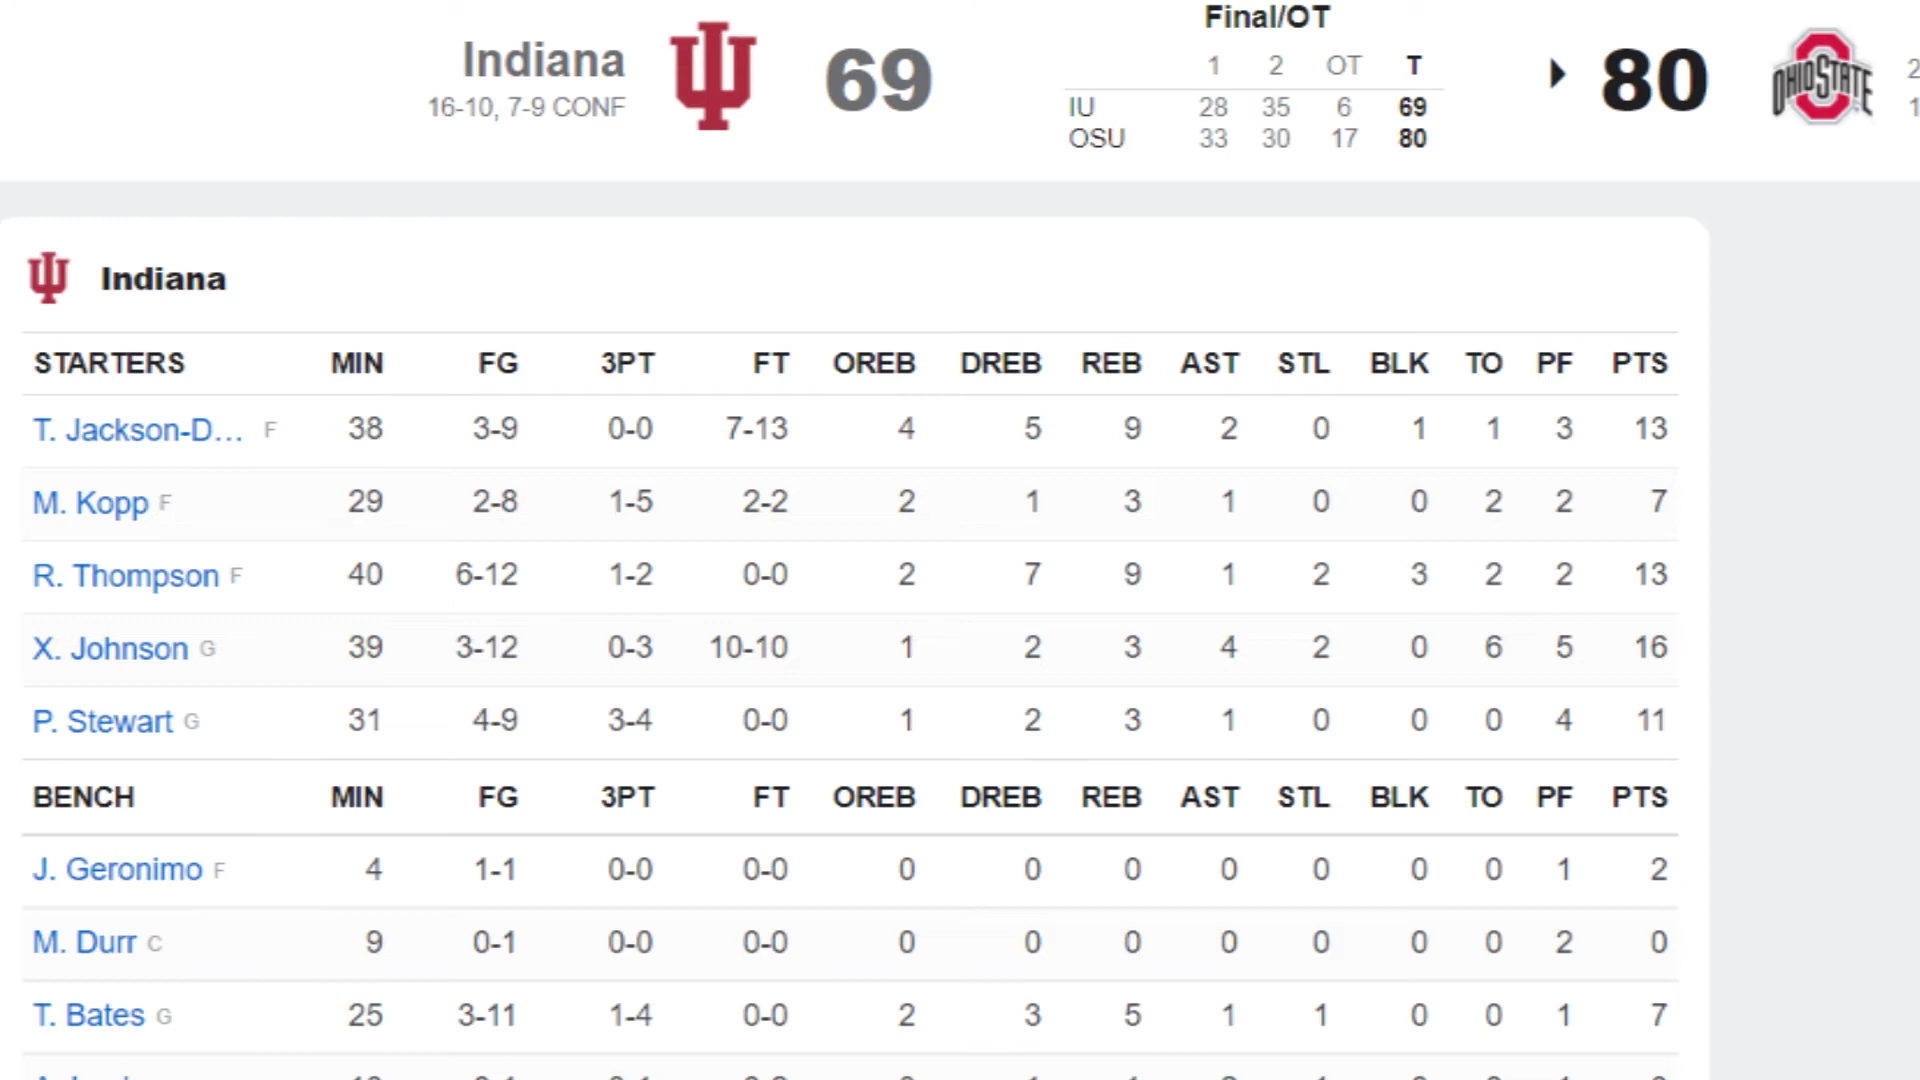 Final/OT
Indiana 69 80
16-10, 7-9 CONF
1 2 OT T
IU 28 35 6 69
OSU 33 30 17 80
OHIO STATE
Indiana
STARTERS MIN FG 3PT FT OREB DREB REB AST STL BLK TO PF PTS
T. Jackson-D... F 38 3-9 0-0 7-13 4 5 9 2 0 1 1 3 13
M. Kopp F 29 2-8 1-5 2-2 2 1 3 1 0 0 2 2 7
R. Thompson F 40 6-12 1-2 0-0 2 7 9 1 2 3 2 2 13
X. Johnson G 39 3-12 0-3 10-10 1 2 3 4 2 0 6 5 16
P. Stewart G 31 4-9 3-4 0-0 1 2 3 1 0 0 0 4 11
BENCH MIN FG 3PT FT OREB DREB REB AST STL BLK TO PF PTS
J. Geronimo F 4 1-1 0-0 0-0 0 0 0 0 0 0 0 1 2
M. Durr C 9 0-1 0-0 0-0 0 0 0 0 0 0 0 2 0
T. Bates G 25 3-11 1-4 0-0 2 3 5 1 1 0 0 1 7